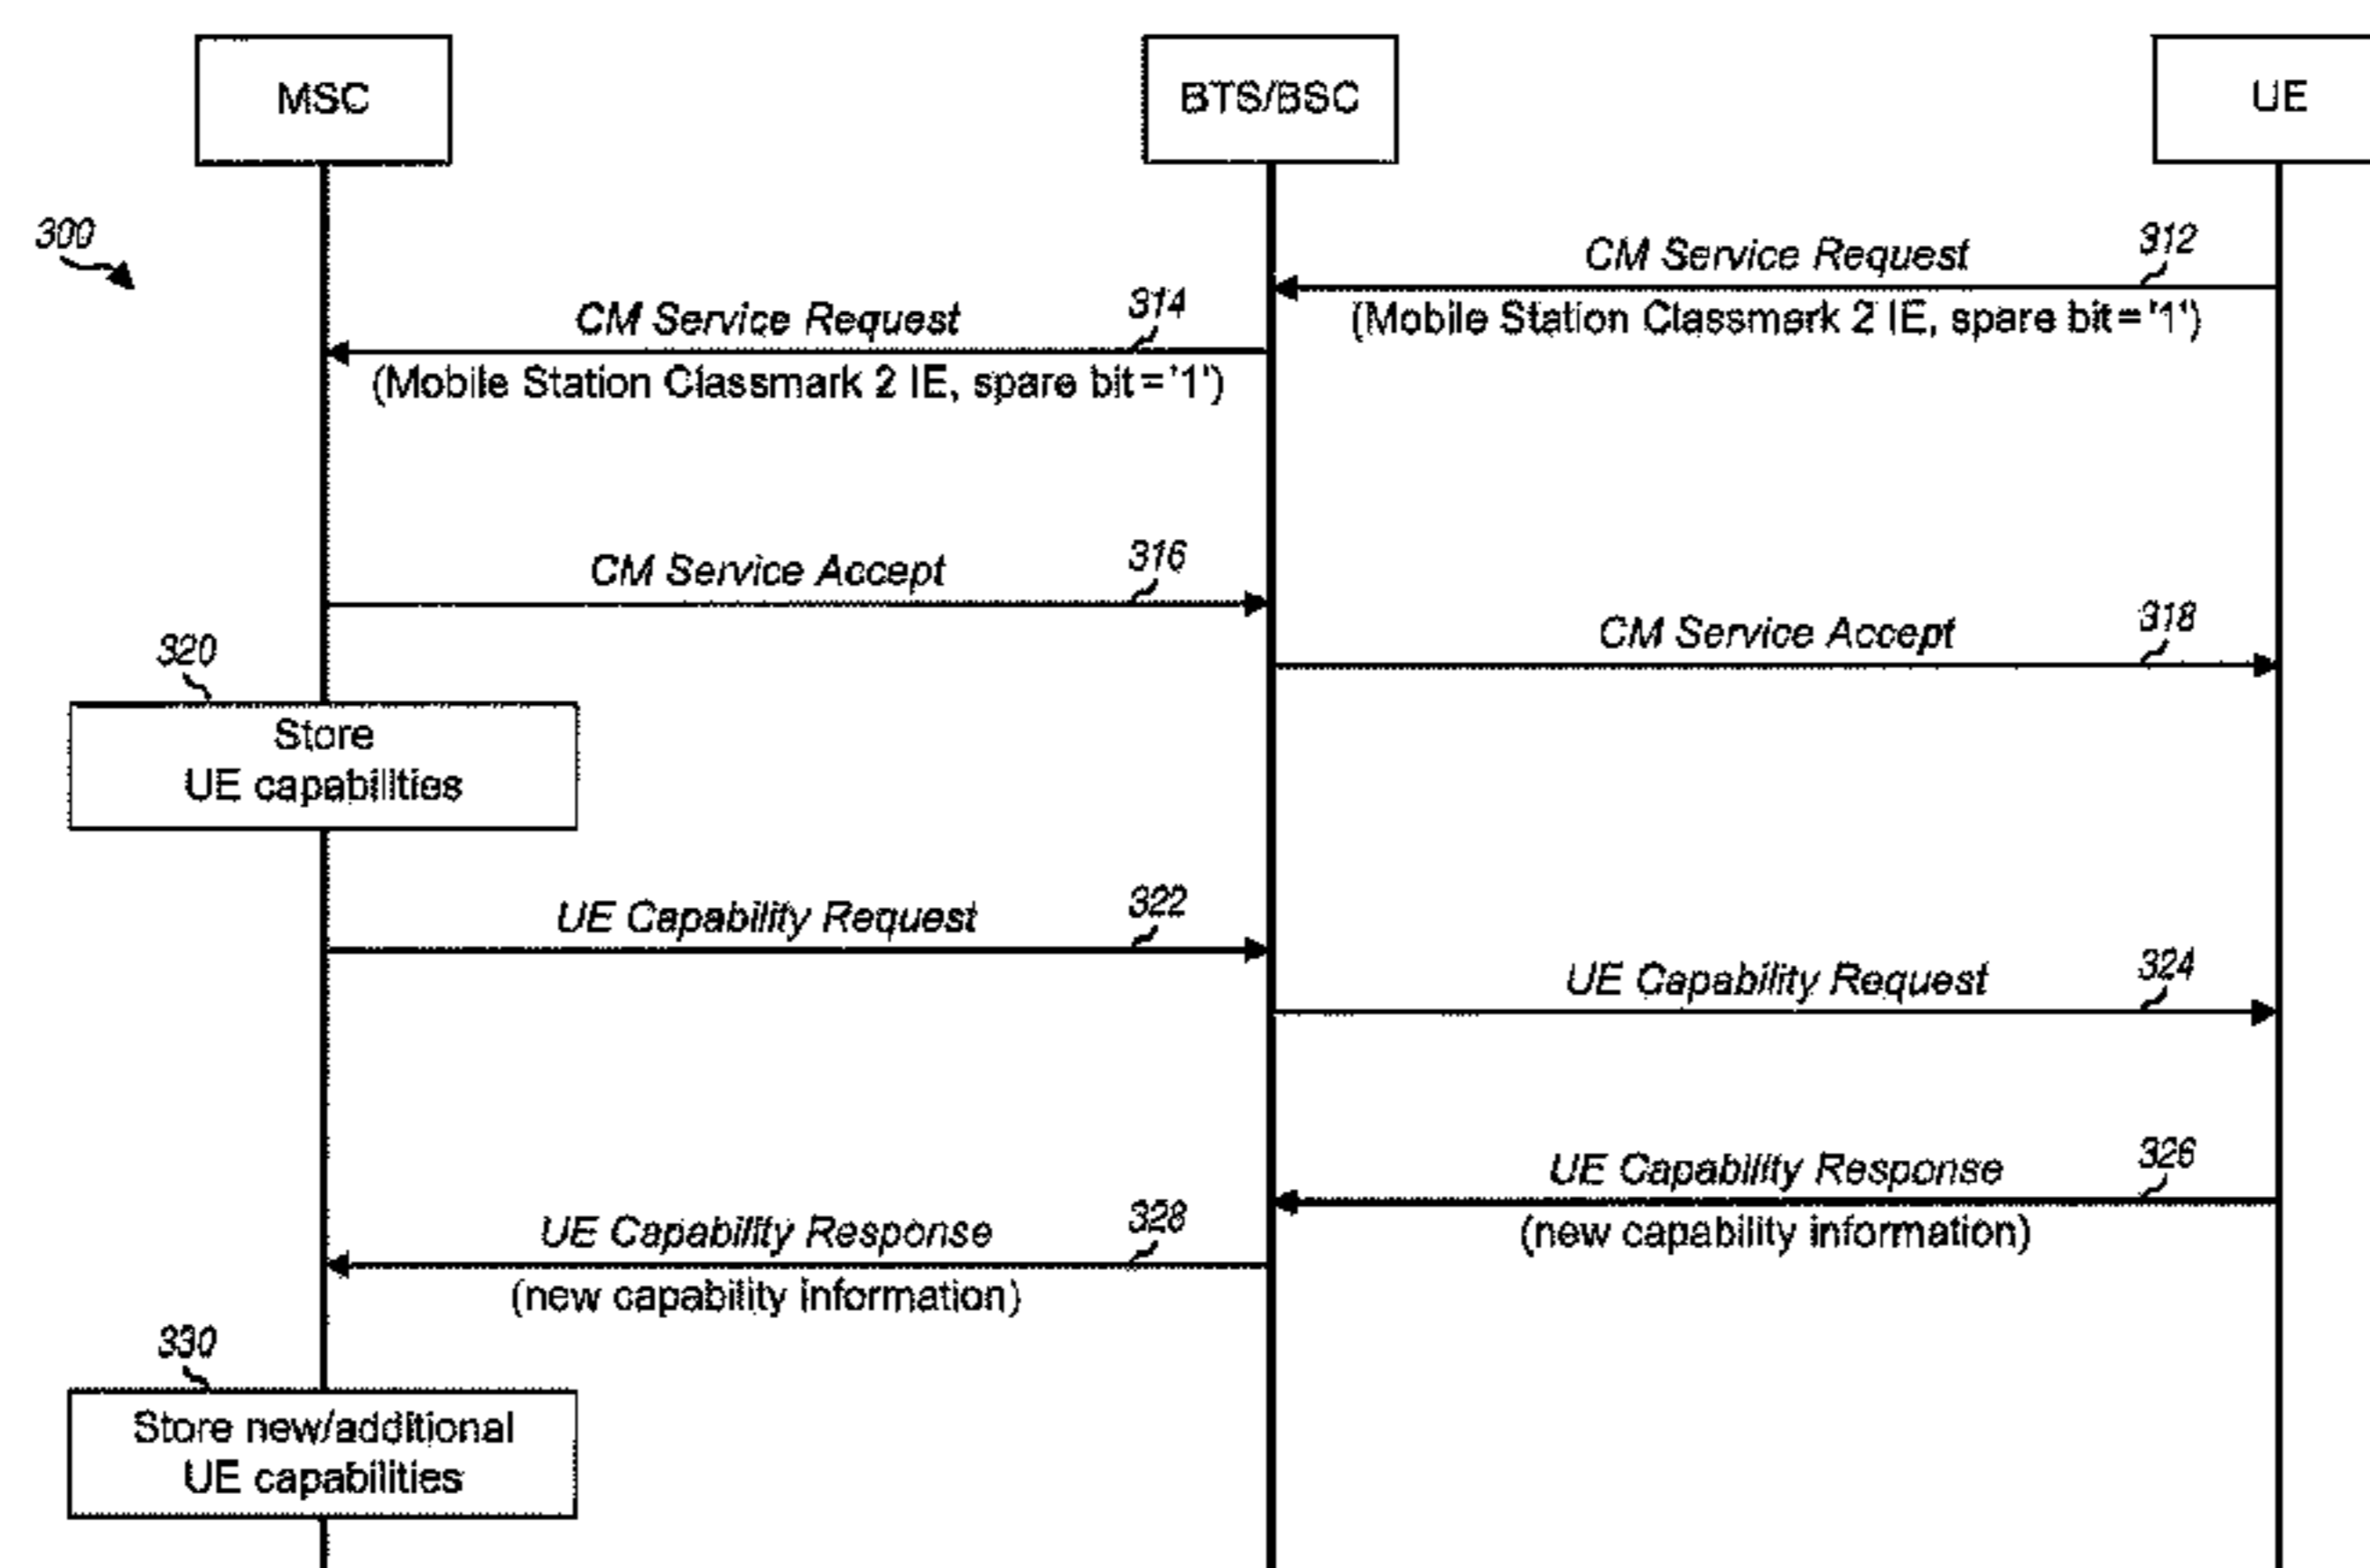 MSC
BTS/BSC
UE
300
CM Service Request
312
(Mobile Station Classmark 2 IE, spare bit='1')
CM Service Request
314
(Mobile Station Classmark 2 IE, spare bit='1')
CM Service Accept
316
CM Service Accept
318
320
Store
UE capabilities
UE Capability Request
322
UE Capability Request
324
UE Capability Response
326
(new capability information)
UE Capability Response
328
(new capability information)
330
Store new/additional
UE capabilities